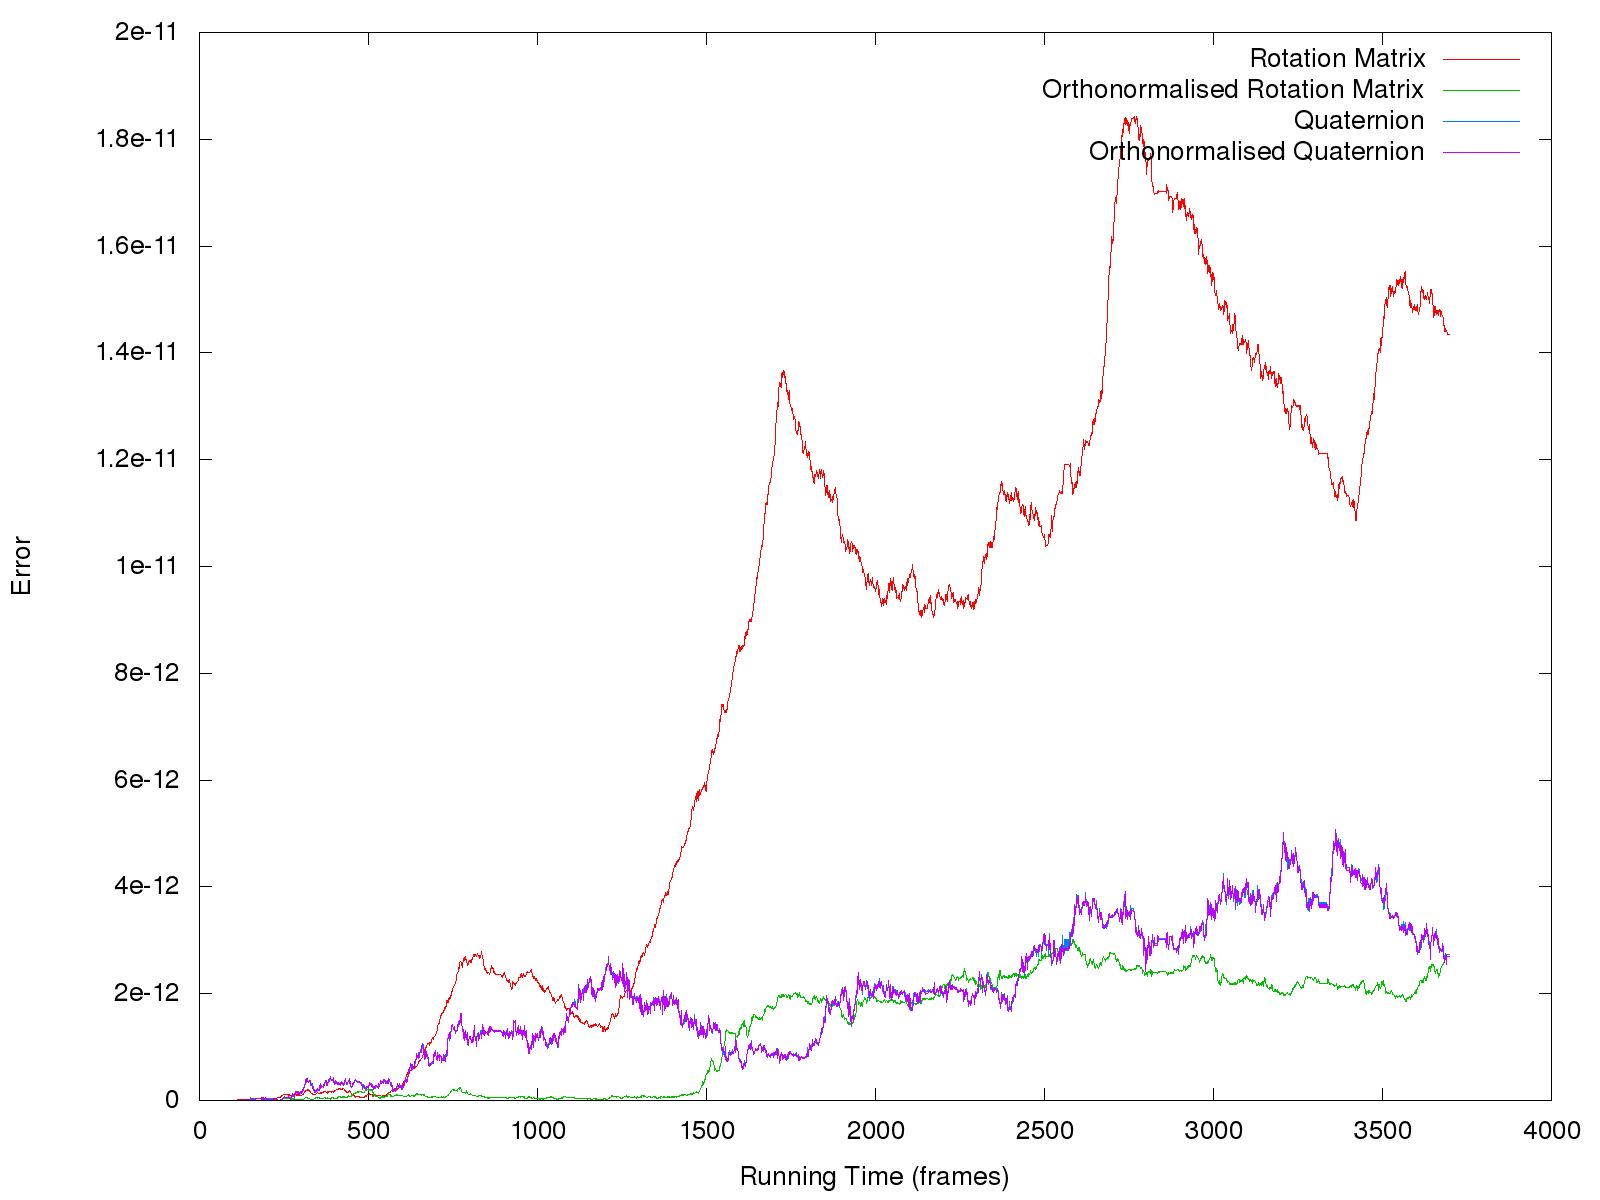 2e-11
1.8e-11
1.6e-11
1.4e-11
1.2e-11
1e-11
8e-12
6e-12
4e-12
2e-12
0
Error
Rotation Matrix
Orthonormalised Rotation Matrix
Quaternion
Orthonormalised Quaternion
0 500 1000 1500 2000 2500 3000 3500 4000
Running Time (frames)